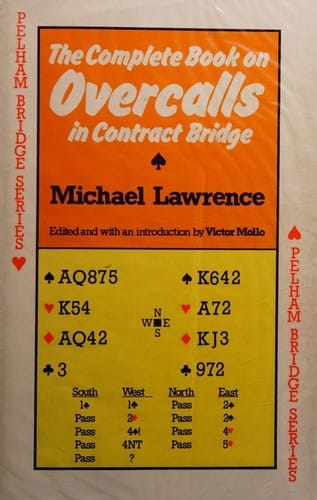 PELHAM BRIDGE SERIES ♥
The Complete Book on
Overcalls
in Contract Bridge
♠
Michael Lawrence
Edited and with an introduction by Victor Mollo
♠ AQ875 ♠ K642
♥ K54 ♥ A72
♦ AQ42 ♦ KJ3
♣ 3 ♣ 972
N
W E
S
South West North East
1♣ 1♠ Pass 2♣
Pass 2♦ Pass 2♠
Pass 4♣! Pass 4♥
Pass 4NT Pass 5♦
Pass ?
♠ PELHAM BRIDGE SERIES